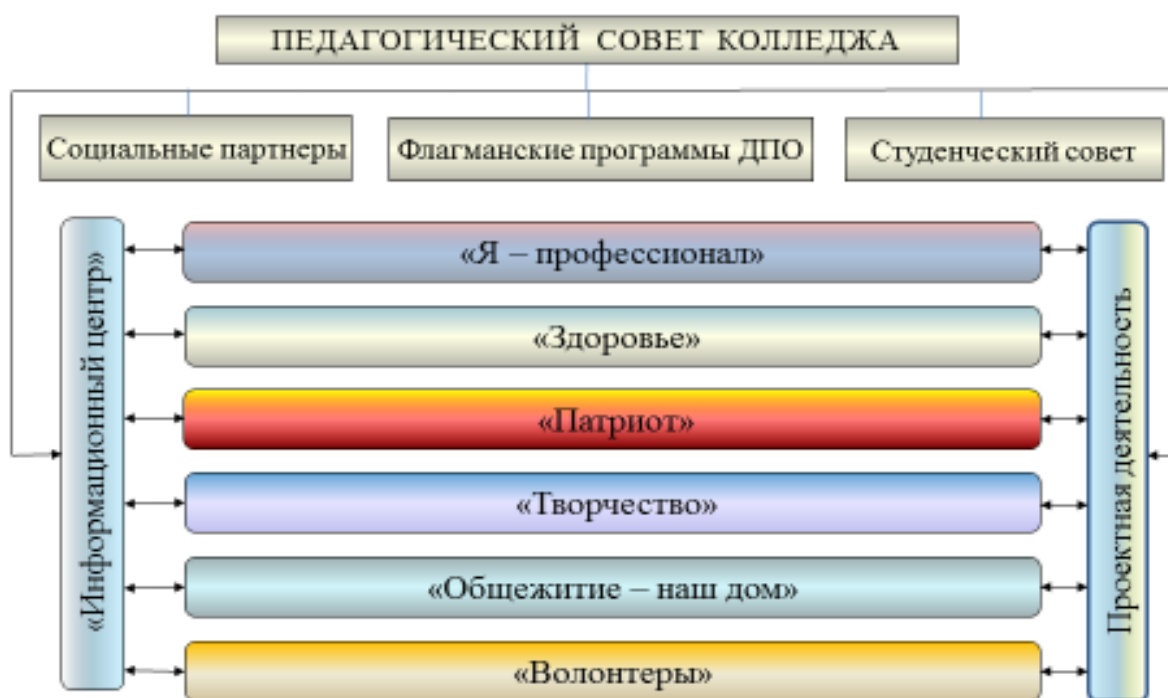 ПЕДАГОГИЧЕСКИЙ СОВЕТ КОЛЛЕДЖА
Социальные партнеры
Флагманские программы ДПО
Студенческий совет
«Информационный центр»
«Я – профессионал»
«Здоровье»
«Патриот»
«Творчество»
«Общежитие – наш дом»
«Волонтеры»
Проектная деятельность